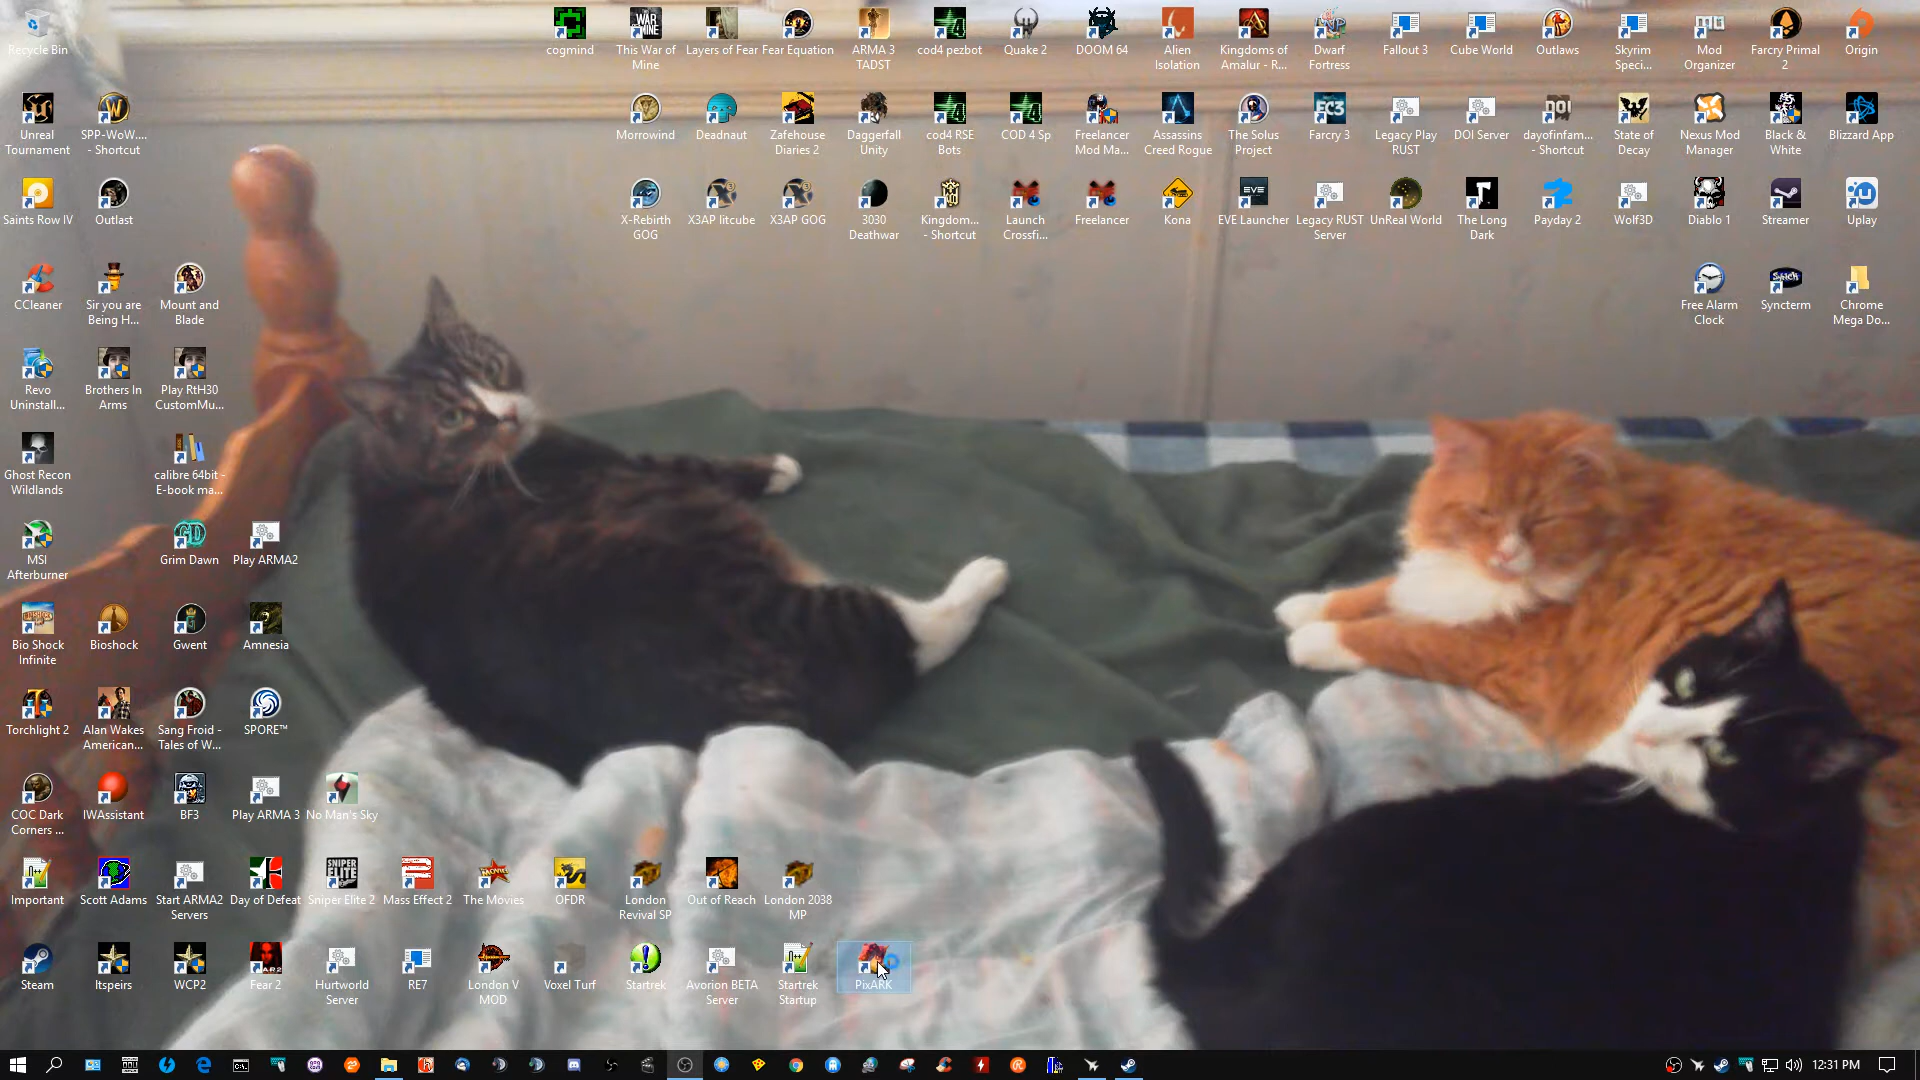 Recycle Bin
cogmind
This War of
Mine
Layers of Fear
Fear Equation
ARMA 3
TADST
cod4 pezbot
Quake 2
DOOM 64
Alien
Isolation
Kingdoms of
Amalur - R...
Dwarf
Fortress
Fallout 3
Cube World
Outlaws
Skyrim
Speci...
Mod
Organizer
Farcry Primal
2
Origin
Unreal
Tournament
SPP-WoW....
- Shortcut
Morrowind
Deadnaut
Zafehouse
Diaries 2
Daggerfall
Unity
cod4 RSE
Bots
COD 4 Sp
Freelancer
Mod Ma...
Assassins
Creed Rogue
The Solus
Project
Farcry 3
Legacy Play
RUST
DOI Server
dayofinfam...
- Shortcut
State of
Decay
Nexus Mod
Manager
Black &
White
Blizzard App
Saints Row IV
Outlast
X-Rebirth
GOG
X3AP litcube
X3AP GOG
3030
Deathwar
Kingdom...
- Shortcut
Launch
Crossfi...
Freelancer
Kona
EVE Launcher
Legacy RUST
Server
UnReal World
The Long
Dark
Payday 2
Wolf3D
Diablo 1
Streamer
Uplay
CCleaner
Sir you are
Being H...
Mount and
Blade
Free Alarm
Clock
Syncterm
Chrome
Mega Do...
Revo
Uninstall...
Brothers In
Arms
Play RtH30
CustomMu...
Ghost Recon
Wildlands
calibre 64bit -
E-book ma...
MSI
Afterburner
Grim Dawn
Play ARMA2
Bio Shock
Infinite
Bioshock
Gwent
Amnesia
Torchlight 2
Alan Wakes
American...
Sang Froid -
Tales of W...
SPORE™
COC Dark
Corners ...
IWAssistant
BF3
Play ARMA 3
No Man's Sky
Important
Scott Adams
Start ARMA2
Servers
Day of Defeat
Sniper Elite 2
Mass Effect 2
The Movies
OFDR
London
Revival SP
Out of Reach
London 2038
MP
Steam
Itspeirs
WCP2
Fear 2
Hurtworld
Server
RE7
London V
MOD
Voxel Turf
Startrek
Avorion BETA
Server
Startrek
Startup
PixARK
12:31 PM